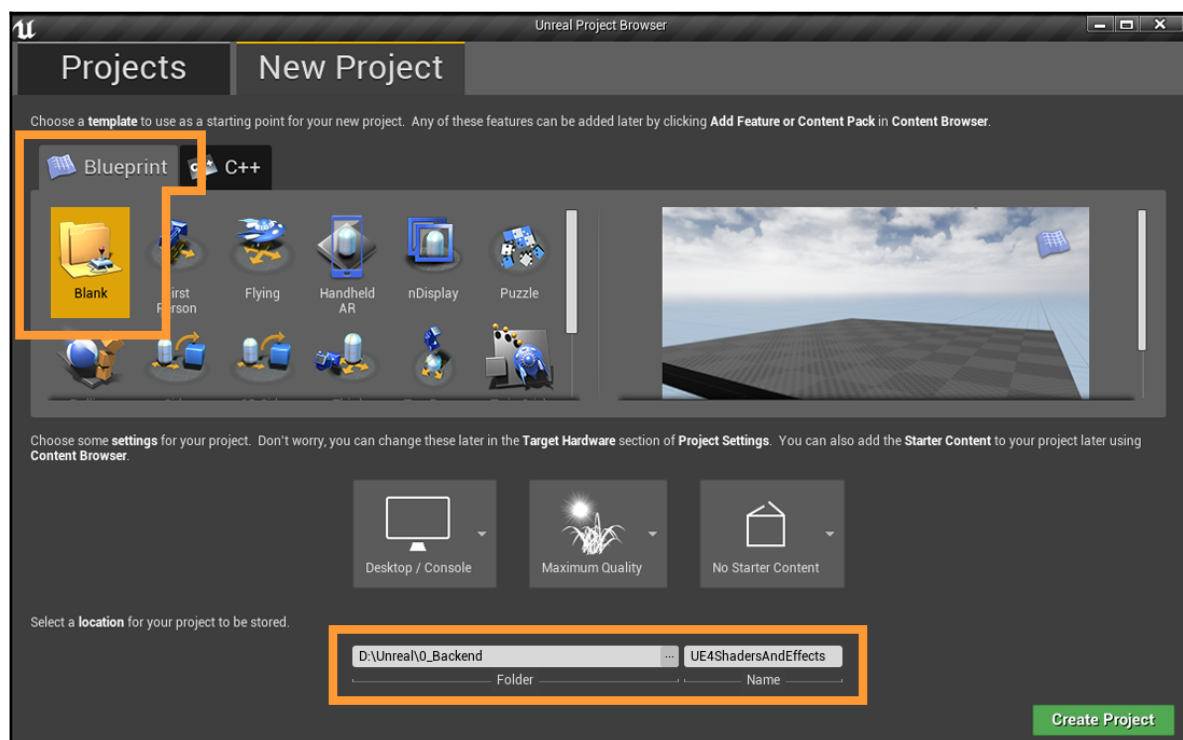 Unreal Project Browser
Projects
New Project
Choose a template to use as a starting point for your new project. Any of these features can be added later by clicking Add Feature or Content Pack in Content Browser.
Blueprint
C++
Blank
First
Person
Flying
Handheld
AR
nDisplay
Puzzle
Choose some settings for your project. Don't worry, you can change these later in the Target Hardware section of Project Settings. You can also add the Starter Content to your project later using
Content Browser.
Desktop / Console
Maximum Quality
No Starter Content
Select a location for your project to be stored.
D:\Unreal\0_Backend
...
UE4ShadersAndEffects
Folder
Name
Create Project